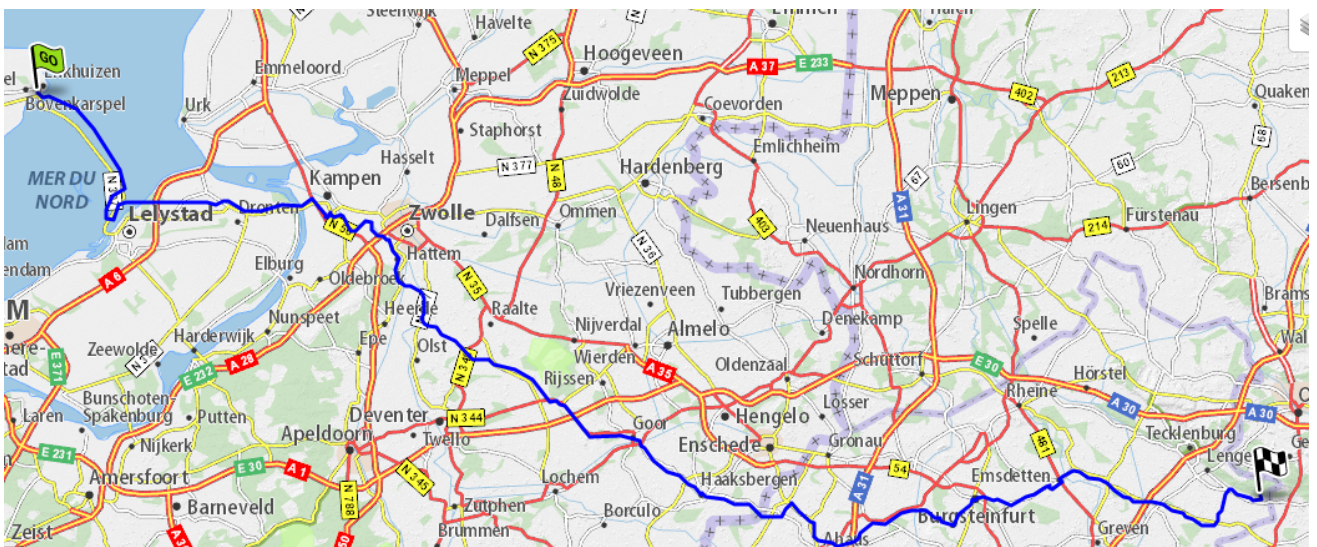 Steenwijk
Havelte
Emmen
Haren
GO
Enkhuizen
Bovenkarspel
Emmeloord
Urk
Meppel
N 375
Hoogeveen
Zuidwolde
A 37
E 233
Coevorden
Meppen
402
213
Quaken
68
Staphorst
Hasselt
N 377
N 48
Hardenberg
Emlichheim
67
60
Bersenb
MER DU
NORD
Kampen
Lelystad
Dronten
Zwolle
Dalfsen
Ommen
403
Neuenhaus
A 31
Lingen
214
Fürstenau
Hattem
N 35
N 36
Elburg
Oldebroek
A 6
Vriezenveen
Tubbergen
Nordhorn
Brams
M
Nunspeet
Heerde
Raalte
Nijverdal
Almelo
Denekamp
Spelle
Harderwijk
Zeewolde
Epe
Olst
Wierden
Oldenzaal
Schüttorf
E 30
Hörstel
E 371
E 232
A 28
Rijssen
A 35
Rheine
A 30
A 30
Bunschoten-
Spakenburg
Putten
Laren
Nijkerk
Deventer
N 344
Twello
Goor
Hengelo
Losser
Enschede
Gronau
Tecklenburg
Lenge
E 231
Apeldoorn
E 30
A 1
N 345
Lochem
Haaksbergen
54
A 31
481
Emsdetten
Amersfoort
Barneveld
N 788
Zutphen
Brummen
Borculo
Ahaus
Burgsteinfurt
Greven
Zeist